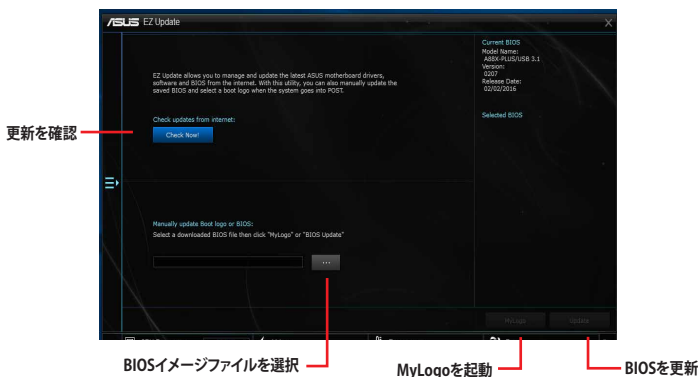 ASUS EZ Update
EZ Update allows you to manage and update the latest ASUS motherboard drivers,
software and BIOS from the internet. With this utility, you can also manually update the
saved BIOS and select a boot logo when the system goes into POST.
Check updates from internet:
Check Now!
Manually update Boot logo or BIOS:
Select a downloaded BIOS file then click "MyLogo" or "BIOS Update"
...
Current BIOS
Model Name:
A88X-PLUS/USB 3.1
Version:
0207
Release Date:
02/02/2016
Selected BIOS
MyLogo
Update
更新を確認
BIOSイメージファイルを選択
MyLogoを起動
BIOSを更新